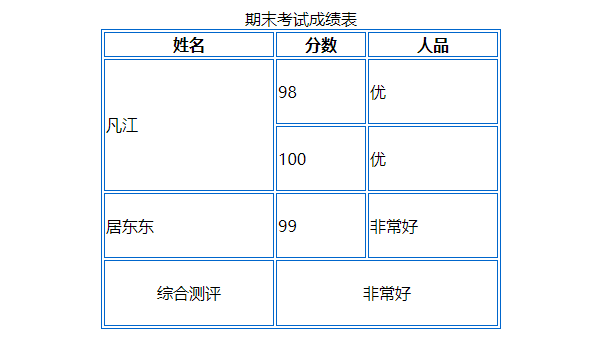 期末考试成绩表
姓名 分数 人品
凡江 98 优
100 优
居东东 99 非常好
综合测评 非常好